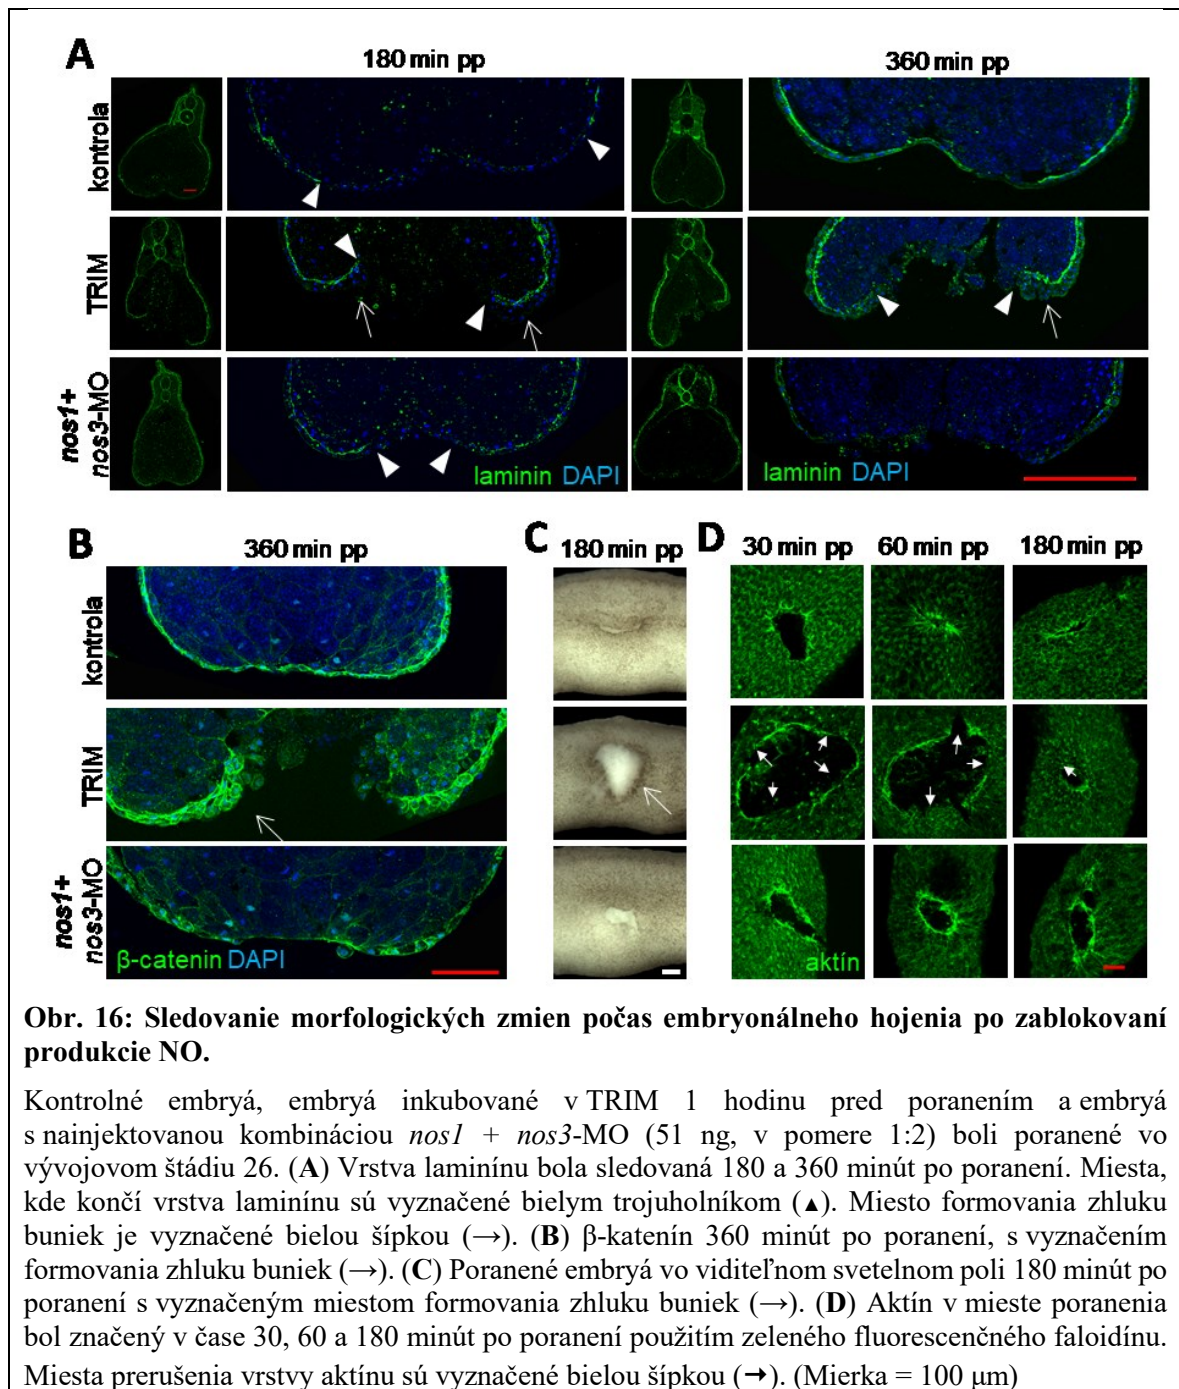 A
180 min pp
360 min pp
kontrola
TRIM
nos1+
nos3-MO
laminin DAPI
laminin DAPI
B
360 min pp
C
180 min pp
D
30 min pp
60 min pp
180 min pp
kontrola
TRIM
nos1+
nos3-MO
β-catenin DAPI
aktín
Obr. 16: Sledovanie morfologických zmien počas embryonálneho hojenia po zablokovaní
produkcie NO.
Kontrolné embryá, embryá inkubované v TRIM 1 hodinu pred poranením a embryá
s nainjektovanou kombináciou nos1 + nos3-MO (51 ng, v pomere 1:2) boli poranené vo
vývojovom štádiu 26. (A) Vrstva laminínu bola sledovaná 180 a 360 minút po poranení. Miesta,
kde končí vrstva laminínu sú vyznačené bielym trojuholníkom (▲). Miesto formovania zhluku
buniek je vyznačené bielou šípkou (→). (B) β-katenín 360 minút po poranení, s vyznačením
formovania zhluku buniek (→). (C) Poranené embryá vo viditeľnom svetelnom poli 180 minút po
poranení s vyznačeným miestom formovania zhluku buniek (→). (D) Aktín v mieste poranenia
bol značený v čase 30, 60 a 180 minút po poranení použitím zeleného fluorescenčného faloidínu.
Miesta prerušenia vrstvy aktínu sú vyznačené bielou šípkou (➞). (Mierka = 100 μm)